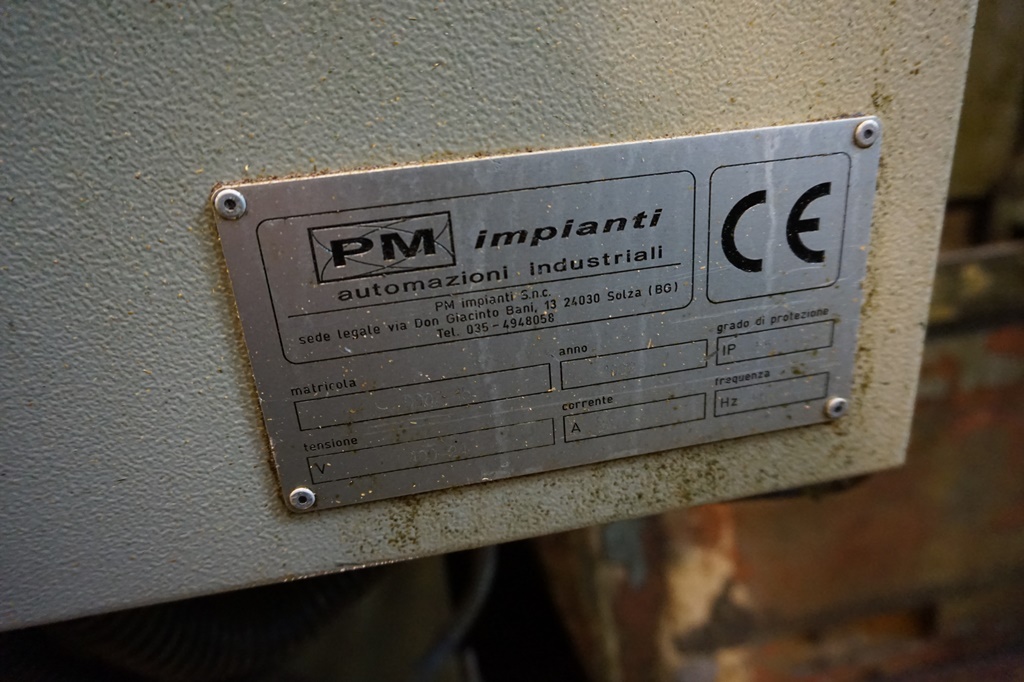 PM impianti
automazioni industriali
PM impianti S.n.c.
sede legale via Don Giacinto Bani, 13 24030 Solza (BG)
Tel. 035-4948058
CE
matricola
anno
grado di protezione
IP
tensione
V
corrente
A
frequenza
Hz